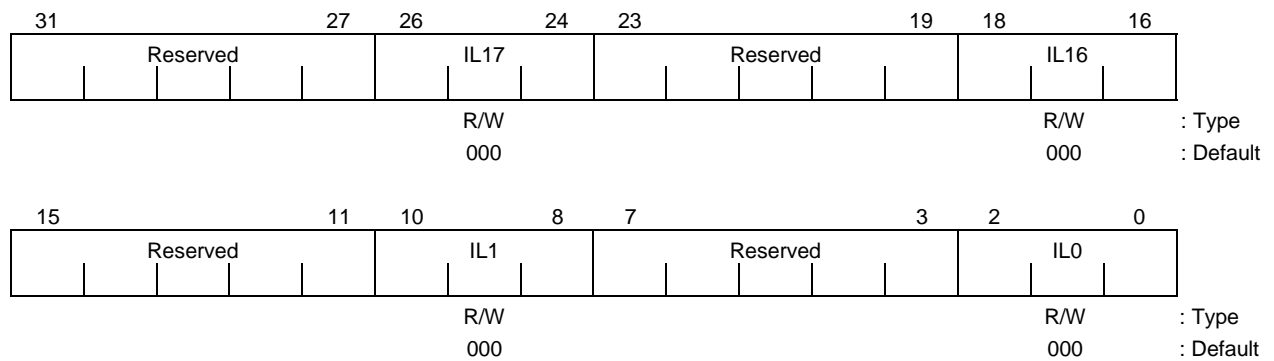 31 27 26 24 23 19 18 16
Reserved IL17 Reserved IL16
R/W R/W : Type
000 000 : Default
15 11 10 8 7 3 2 0
Reserved IL1 Reserved IL0
R/W R/W : Type
000 000 : Default